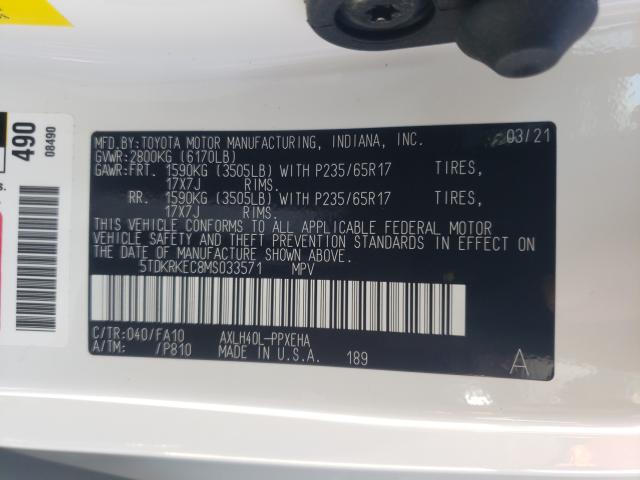 490
08490
s.
MFD.BY:TOYOTA MOTOR MANUFACTURING, INDIANA, INC. 03/21
GVWR:2800KG (6170LB)
GAWR:FRT. 1590KG (3505LB) WITH P235/65R17 TIRES,
17X7J RIMS.
RR. 1590KG (3505LB) WITH P235/65R17 TIRES,
17X7J RIMS.
THIS VEHICLE CONFORMS TO ALL APPLICABLE FEDERAL MOTOR
VEHICLE SAFETY AND THEFT PREVENTION STANDARDS IN EFFECT ON
THE DATE OF MANUFACTURE SHOWN ABOVE.
5TDKRKEC8MS033571 MPV
C/TR:040/FA10 AXLH40L-PPXEHA
A/TM: /P810 MADE IN U.S.A. 189
A